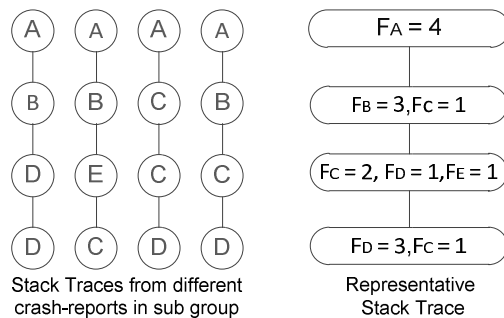 A A A A
B B C B
D E C C
D C D D
Stack Traces from different
crash-reports in sub group
FA = 4
FB = 3,FC = 1
FC = 2, FD = 1,FE = 1
FD = 3,FC = 1
Representative
Stack Trace